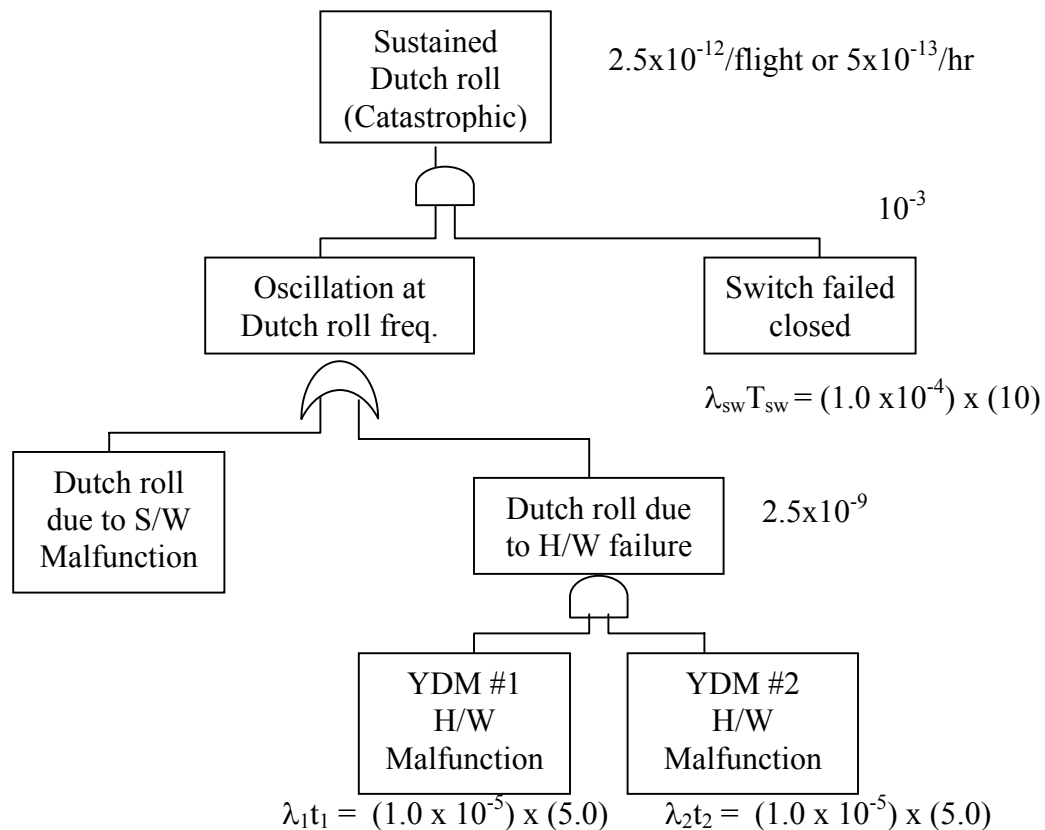 Sustained
Dutch roll
(Catastrophic)
2.5x10⁻¹²/flight or 5x10⁻¹³/hr
10⁻³
Oscillation at
Dutch roll freq.
Switch failed
closed
λswTsw = (1.0 x10⁻⁴) x (10)
Dutch roll
due to S/W
Malfunction
Dutch roll due
to H/W failure
2.5x10⁻⁹
YDM #1
H/W
Malfunction
YDM #2
H/W
Malfunction
λ₁t₁ = (1.0 x 10⁻⁵) x (5.0)
λ₂t₂ = (1.0 x 10⁻⁵) x (5.0)